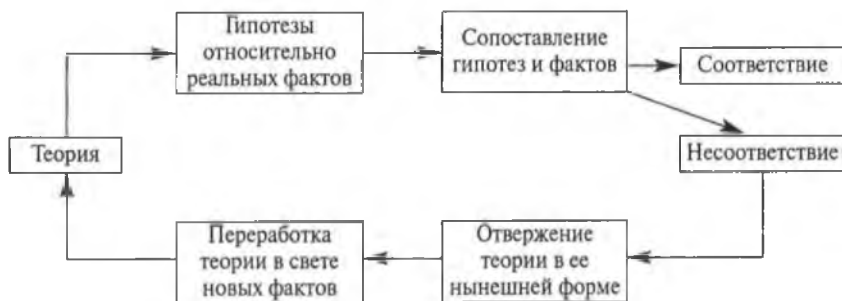 Гипотезы
относительно
реальных фактов
Сопоставление
гипотез и фактов
Соответствие
Теория
Несоответствие
Переработка
теории в свете
новых фактов
Отвержение
теории в ее
нынешней форме